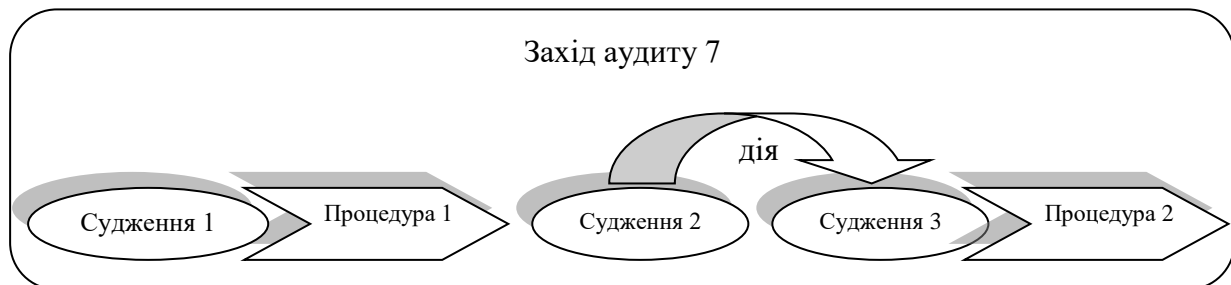 Захід аудиту 7
дія
Судження 1
Процедура 1
Судження 2
Судження 3
Процедура 2